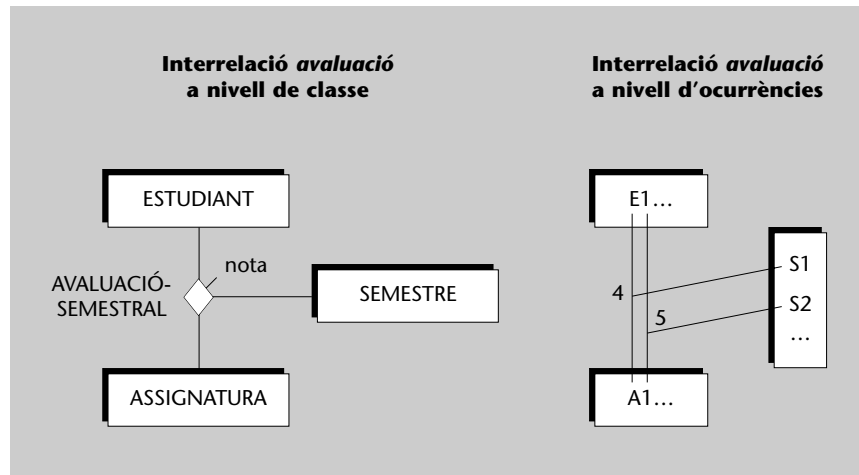 Interrelació avaluació
a nivell de classe
Interrelació avaluació
a nivell d'ocurrències
ESTUDIANT
nota
AVALUACIÓ-
SEMESTRAL
SEMESTRE
ASSIGNATURA
E1…
S1
4
S2
5
…
A1…